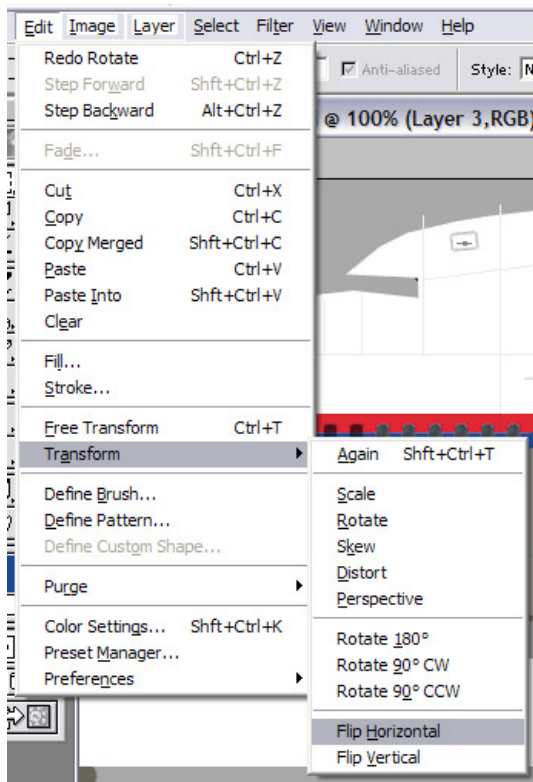 Edit Image Layer Select Filter View Window Help
Anti-aliased Style:
@ 100% (Layer 3,RGB)
Redo Rotate Ctrl+Z
Step Forward Shft+Ctrl+Z
Step Backward Alt+Ctrl+Z
Fade... Shft+Ctrl+F
Cut Ctrl+X
Copy Ctrl+C
Copy Merged Shft+Ctrl+C
Paste Ctrl+V
Paste Into Shft+Ctrl+V
Clear
Fill...
Stroke...
Free Transform Ctrl+T
Transform
Define Brush...
Define Pattern...
Define Custom Shape...
Purge
Color Settings... Shft+Ctrl+K
Preset Manager...
Preferences
Again Shft+Ctrl+T
Scale
Rotate
Skew
Distort
Perspective
Rotate 180°
Rotate 90° CW
Rotate 90° CCW
Flip Horizontal
Flip Vertical